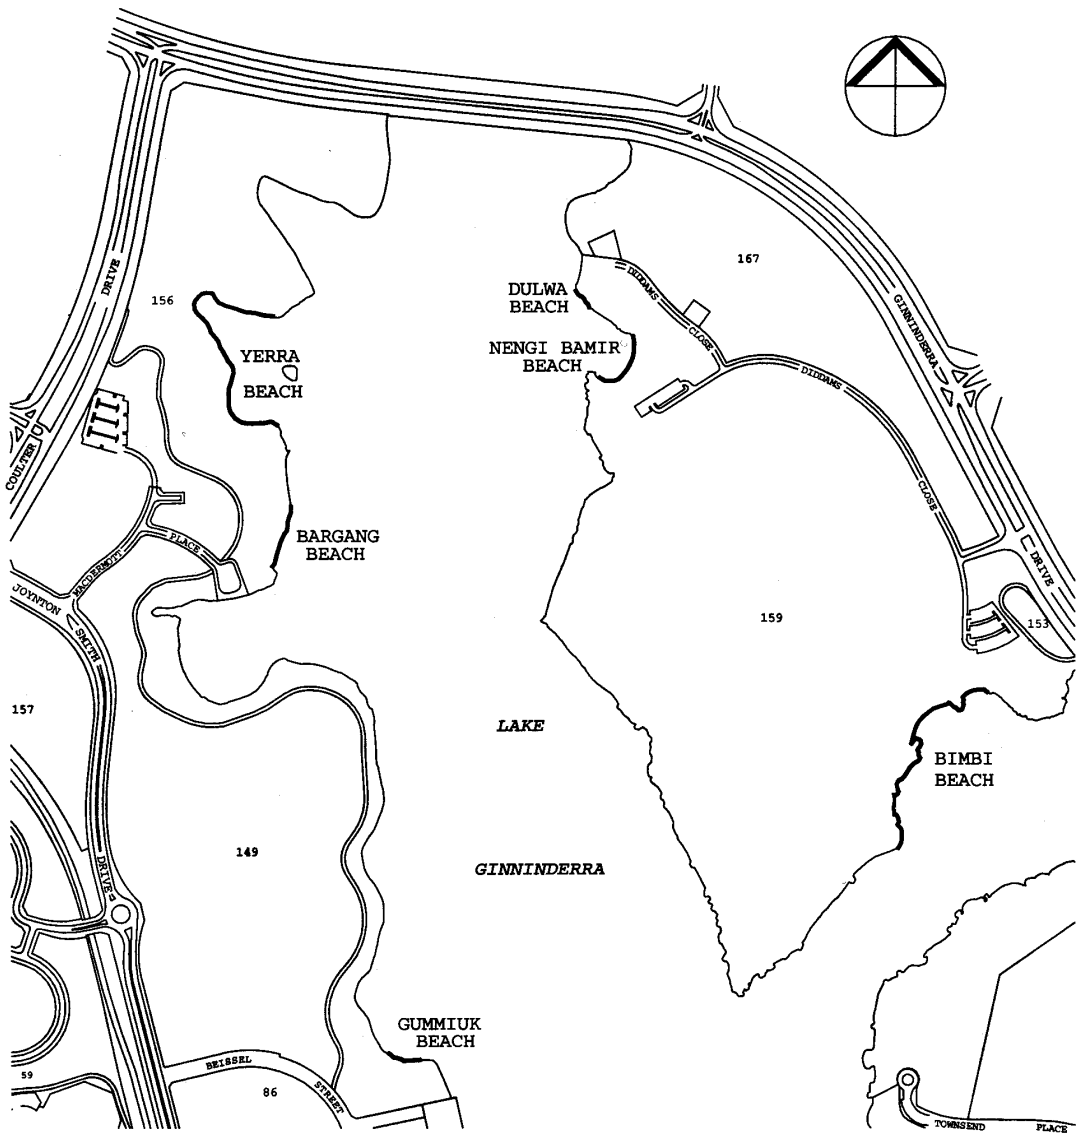 DRIVE
156
167
DIDDAMS
DULWA
BEACH
GINNINDERRA
CLOSE
NENGI BAMIR
BEACH
YERRA
BEACH
DIDDAMS
COULTER
CLOSE
BARGANG
BEACH
PLACE
MACDERMOTT
DRIVE
JOYNTON
SMITH
159
153
157
LAKE
BIMBI
BEACH
149
GINNINDERRA
DRIVE
GUMMIUK
BEACH
BEISSEL
STREET
59
86
TOWNSEND PLACE